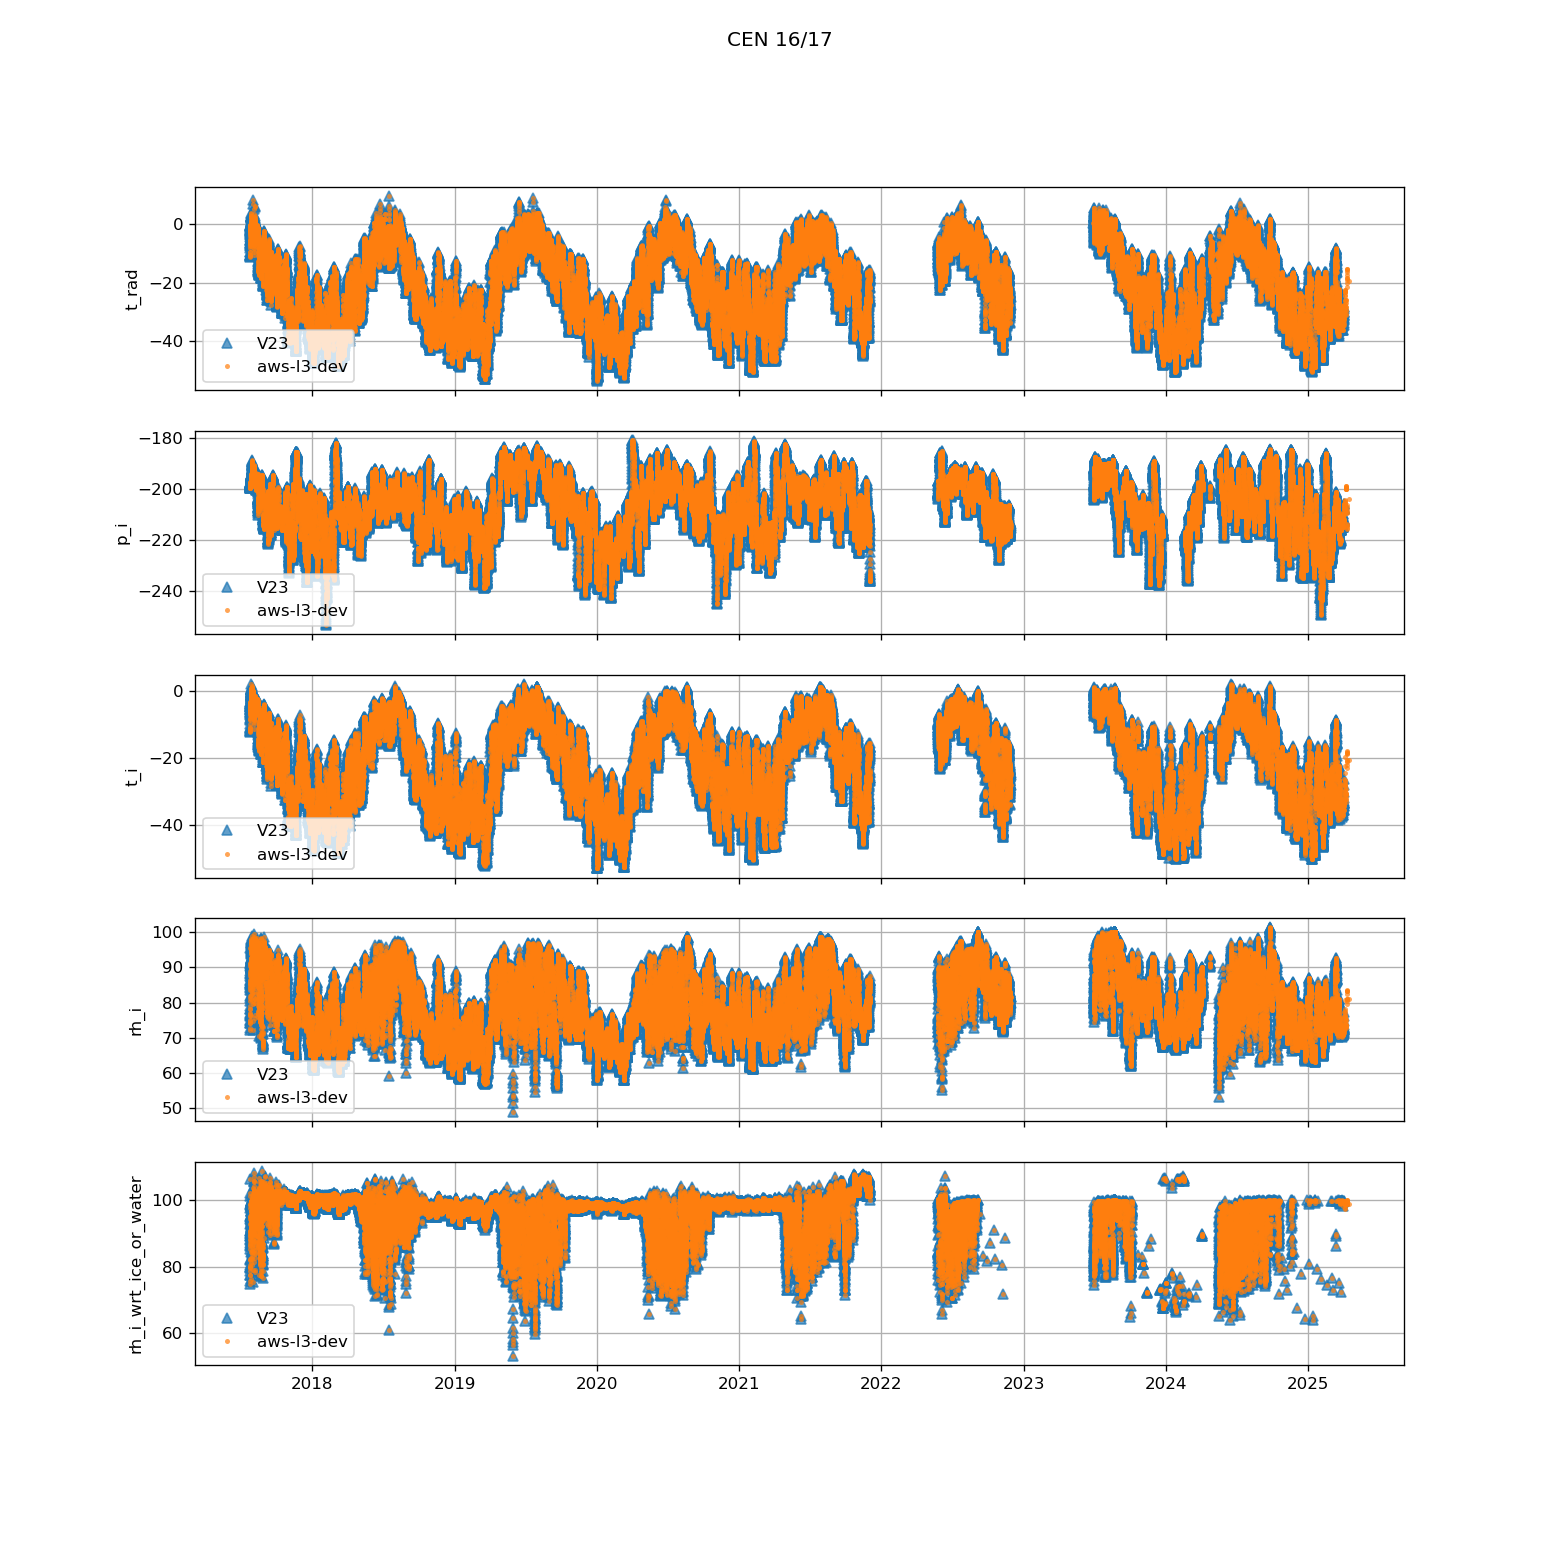 CEN 16/17
0
−20
−40
t_rad
V23
aws-l3-dev
−180
−200
−220
−240
p_i
V23
aws-l3-dev
0
−20
−40
t_i
V23
aws-l3-dev
100
90
80
70
60
50
rh_i
V23
aws-l3-dev
100
80
60
rh_i_wrt_ice_or_water
V23
aws-l3-dev
2018 2019 2020 2021 2022 2023 2024 2025